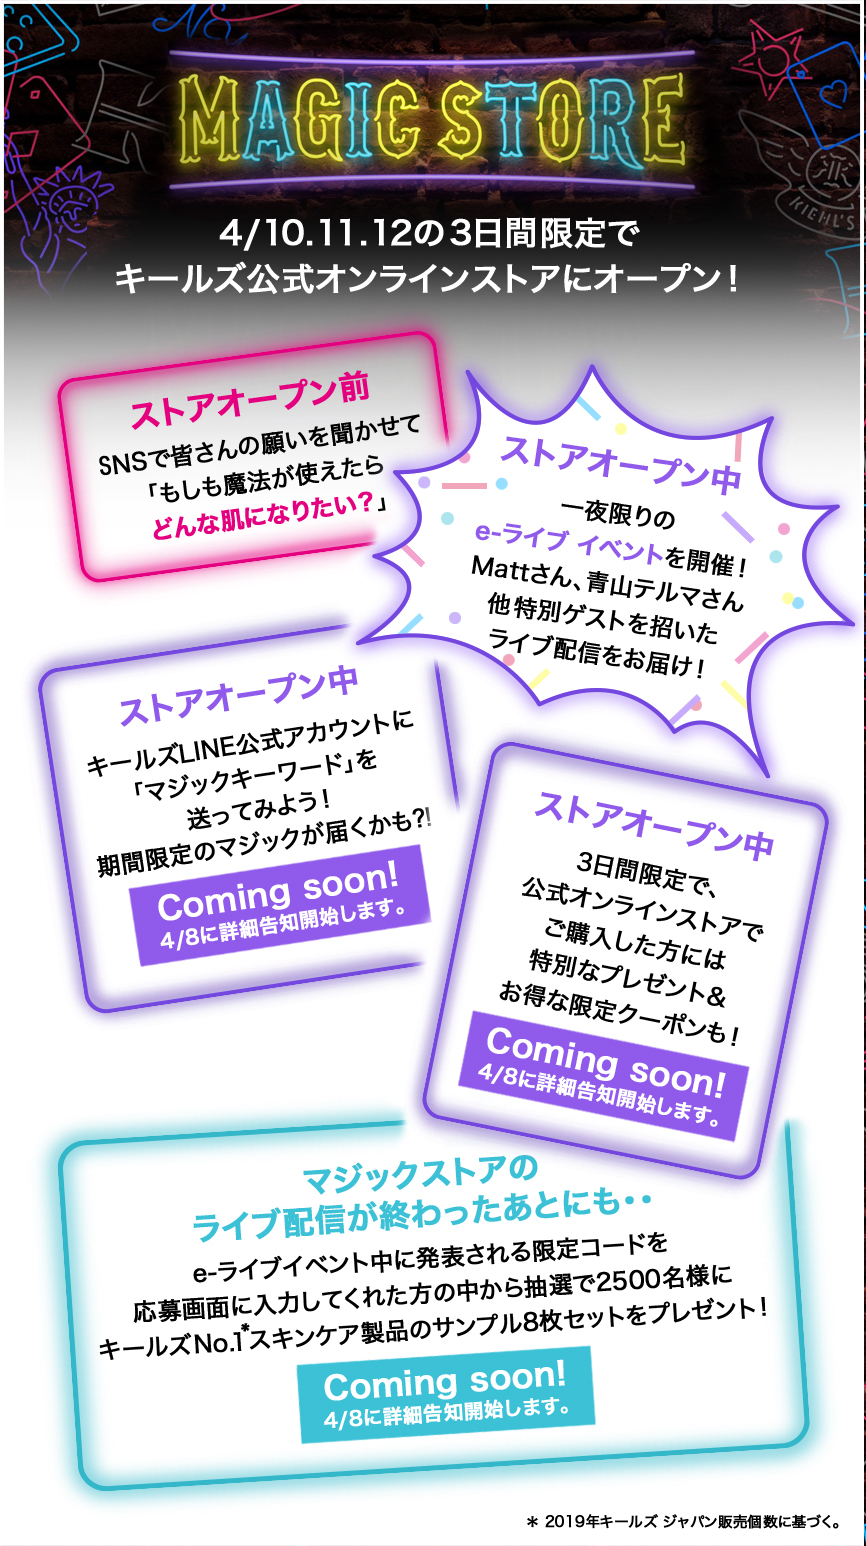 MAGIC STORE
KIEHL'S
4/10.11.12の3日間限定で
キールズ公式オンラインストアにオープン!
ストアオープン前
SNSで皆さんの願いを聞かせて
「もしも魔法が使えたら
どんな肌になりたい?」
ストアオープン中
一夜限りの
e-ライブ イベントを開催!
Mattさん、青山テルマさん
他特別ゲストを招いた
ライブ配信をお届け!
ストアオープン中
キールズLINE公式アカウントに
「マジックキーワード」を
送ってみよう!
期間限定のマジックが届くかも?!
Coming soon!
4/8に詳細告知開始します。
ストアオープン中
3日間限定で、
公式オンラインストアで
ご購入した方には
特別なプレゼント&
お得な限定クーポンも!
Coming soon!
4/8に詳細告知開始します。
マジックストアの
ライブ配信が終わったあとにも・・
e-ライブイベント中に発表される限定コードを
応募画面に入力してくれた方の中から抽選で2500名様に
キールズNo.1*スキンケア製品のサンプル8枚セットをプレゼント!
Coming soon!
4/8に詳細告知開始します。
* 2019年キールズ ジャパン販売個数に基づく。